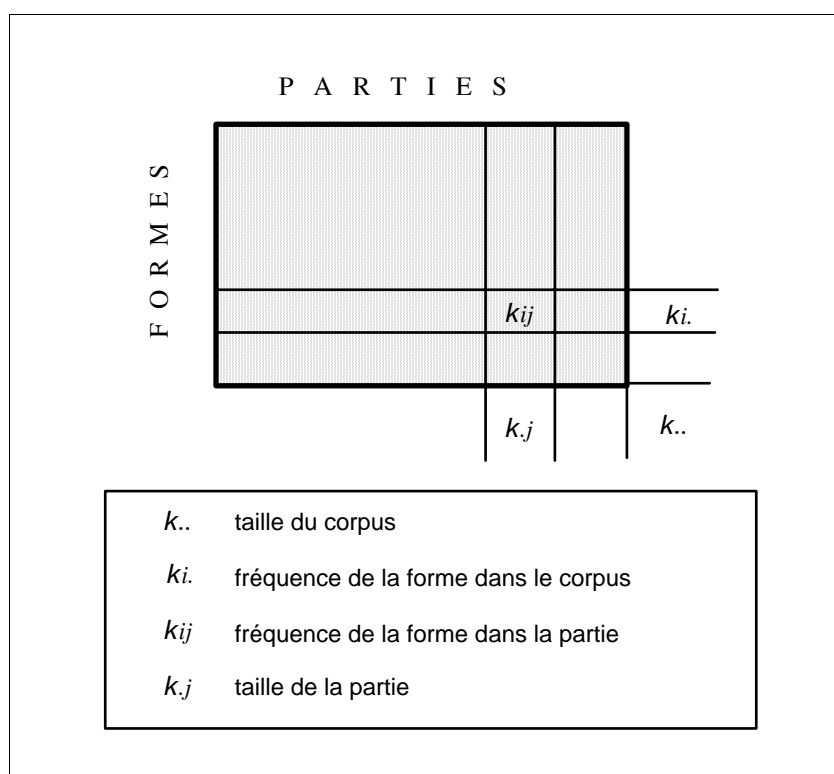 P A R T I E S
F O R M E S
kij
ki.
k.j
k..
k.. taille du corpus
ki. fréquence de la forme dans le corpus
kij fréquence de la forme dans la partie
k.j taille de la partie